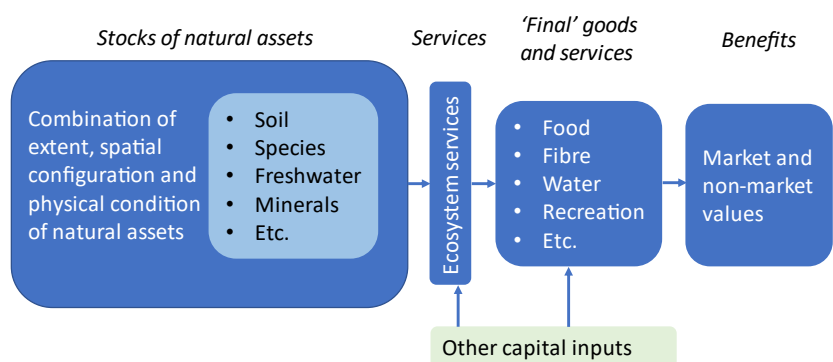 Stocks of natural assets
Services
'Final' goods
and services
Benefits
Combination of
extent, spatial
configuration and
physical condition
of natural assets
• Soil
• Species
• Freshwater
• Minerals
• Etc.
Ecosystem services
• Food
• Fibre
• Water
• Recreation
• Etc.
Market and
non-market
values
Other capital inputs